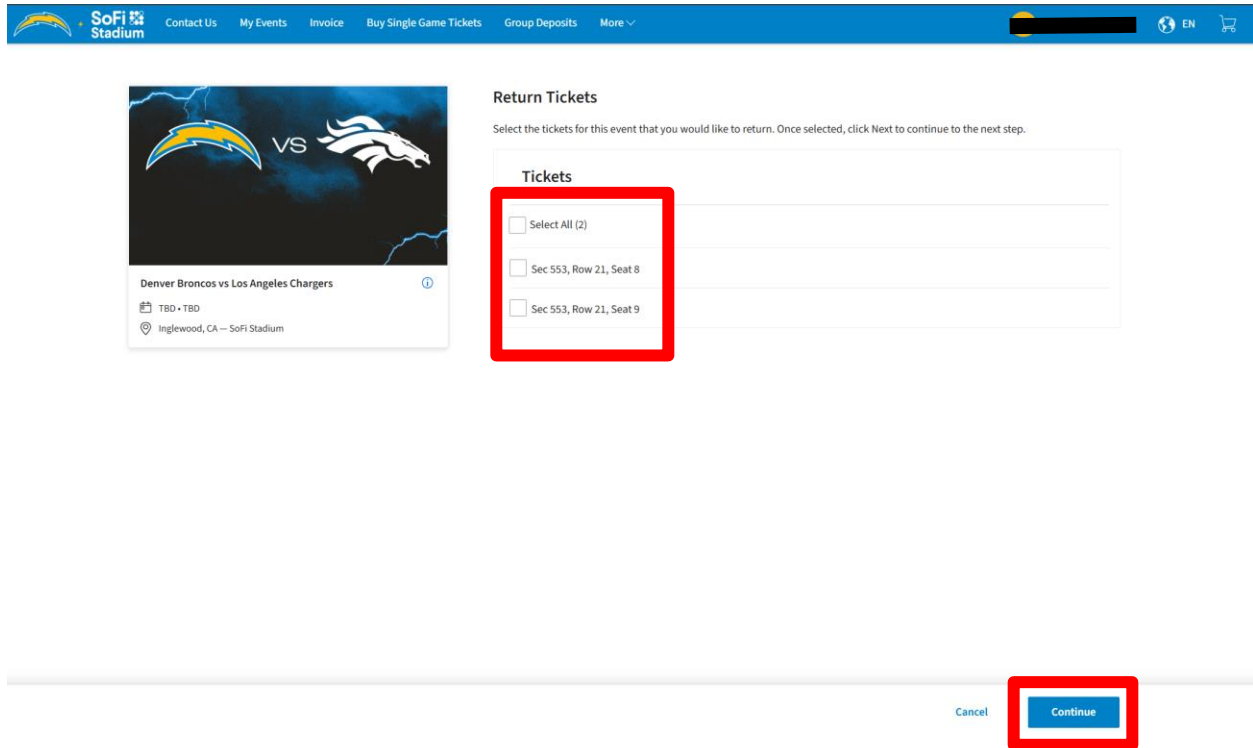 SoFi
Stadium
Contact Us My Events Invoice Buy Single Game Tickets Group Deposits More
EN
VS
Denver Broncos vs Los Angeles Chargers
TBD • TBD
Inglewood, CA — SoFi Stadium
Return Tickets
Select the tickets for this event that you would like to return. Once selected, click Next to continue to the next step.
Tickets
Select All (2)
Sec 553, Row 21, Seat 8
Sec 553, Row 21, Seat 9
Cancel Continue